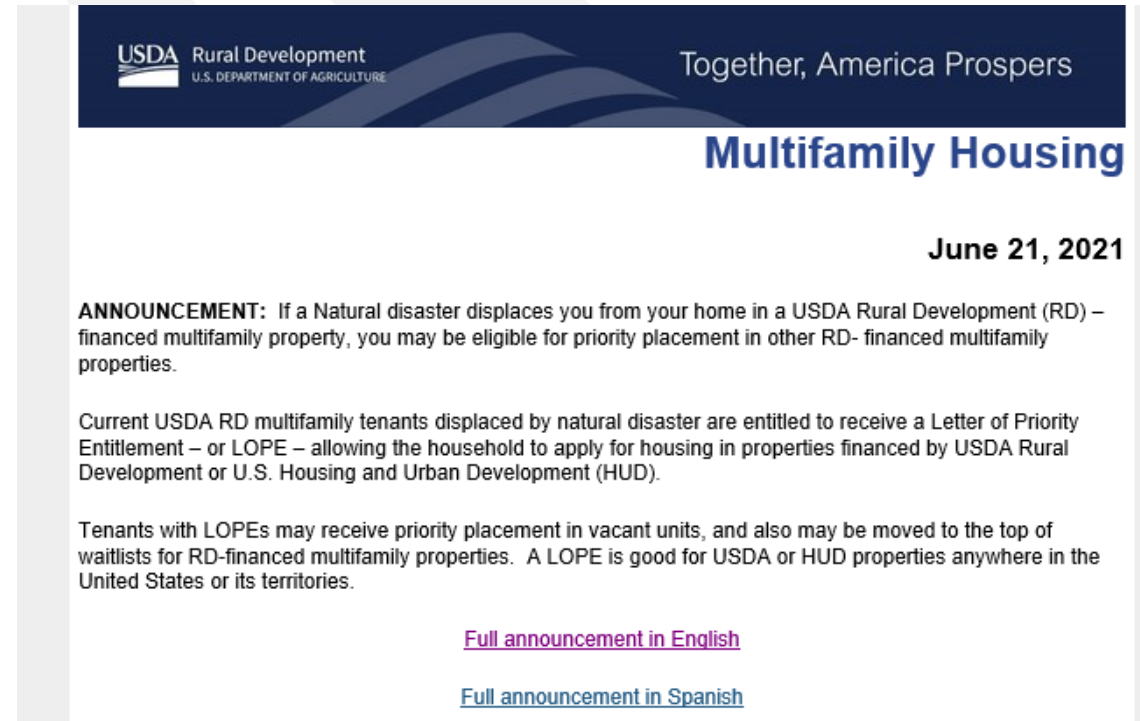 USDA Rural Development
U.S. DEPARTMENT OF AGRICULTURE
Together, America Prospers
Multifamily Housing
June 21, 2021
ANNOUNCEMENT:  If a Natural disaster displaces you from your home in a USDA Rural Development (RD) –
financed multifamily property, you may be eligible for priority placement in other RD- financed multifamily
properties.
Current USDA RD multifamily tenants displaced by natural disaster are entitled to receive a Letter of Priority
Entitlement – or LOPE – allowing the household to apply for housing in properties financed by USDA Rural
Development or U.S. Housing and Urban Development (HUD).
Tenants with LOPEs may receive priority placement in vacant units, and also may be moved to the top of
waitlists for RD-financed multifamily properties.  A LOPE is good for USDA or HUD properties anywhere in the
United States or its territories.
Full announcement in English
Full announcement in Spanish